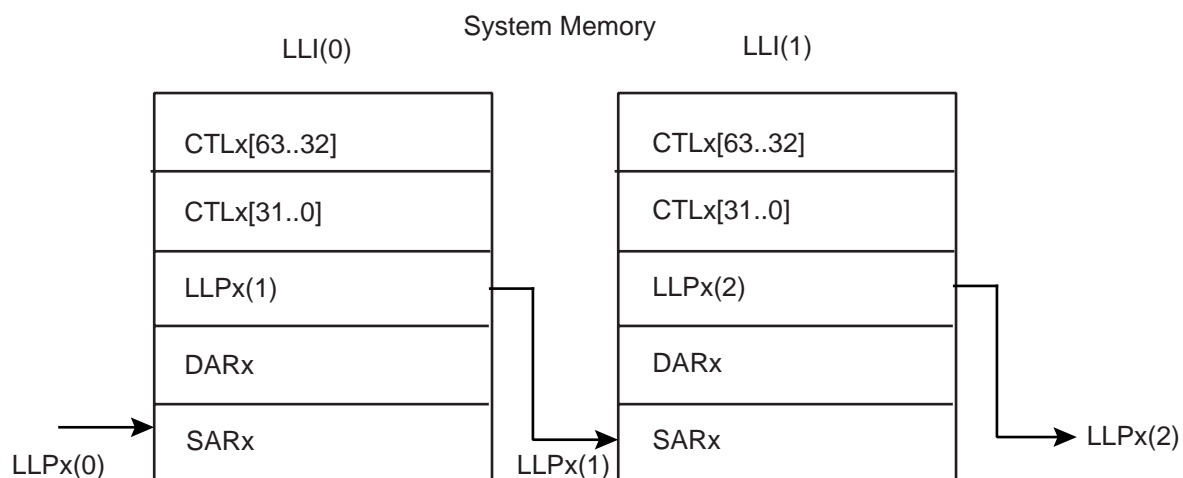 System Memory
LLI(0)
LLI(1)
CTLx[63..32]
CTLx[31..0]
LLPx(1)
DARx
SARx
CTLx[63..32]
CTLx[31..0]
LLPx(2)
DARx
SARx
LLPx(0)
LLPx(1)
LLPx(2)